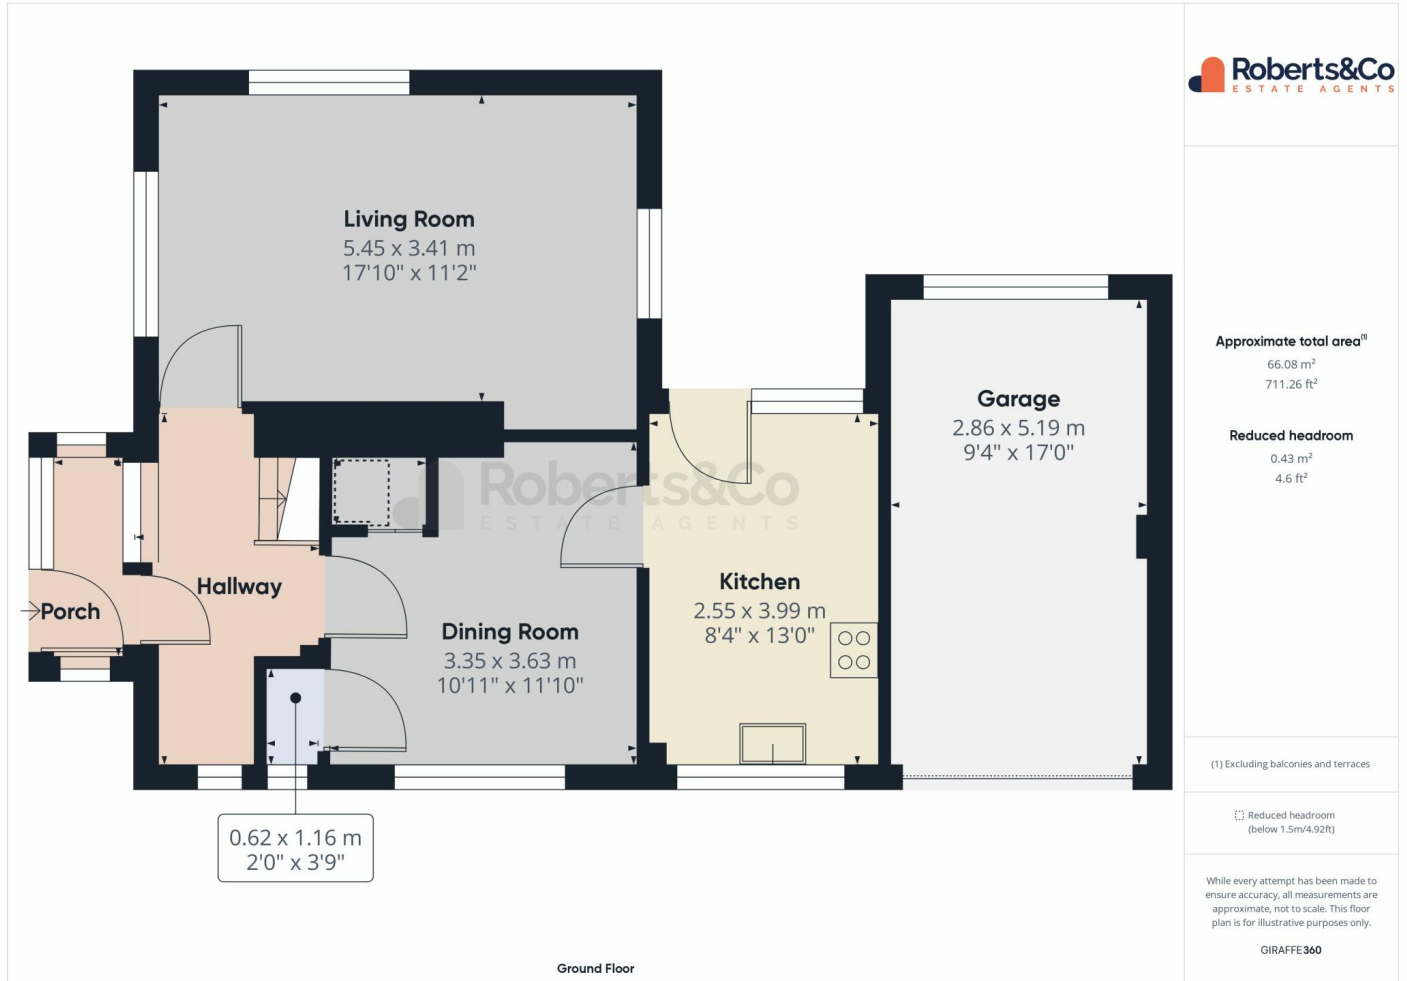 Roberts&Co
ESTATE AGENTS
Living Room
5.45 x 3.41 m
17'10" x 11'2"
Garage
2.86 x 5.19 m
9'4" x 17'0"
Roberts&Co
ESTATE AGENTS
Hallway
Porch
Kitchen
2.55 x 3.99 m
8'4" x 13'0"
Dining Room
3.35 x 3.63 m
10'11" x 11'10"
0.62 x 1.16 m
2'0" x 3'9"
Ground Floor
Approximate total area(1)
66.08 m²
711.26 ft²
Reduced headroom
0.43 m²
4.6 ft²
(1) Excluding balconies and terraces
Reduced headroom
(below 1.5m/4.92ft)
While every attempt has been made to
ensure accuracy, all measurements are
approximate, not to scale. This floor
plan is for illustrative purposes only.
GIRAFFE360